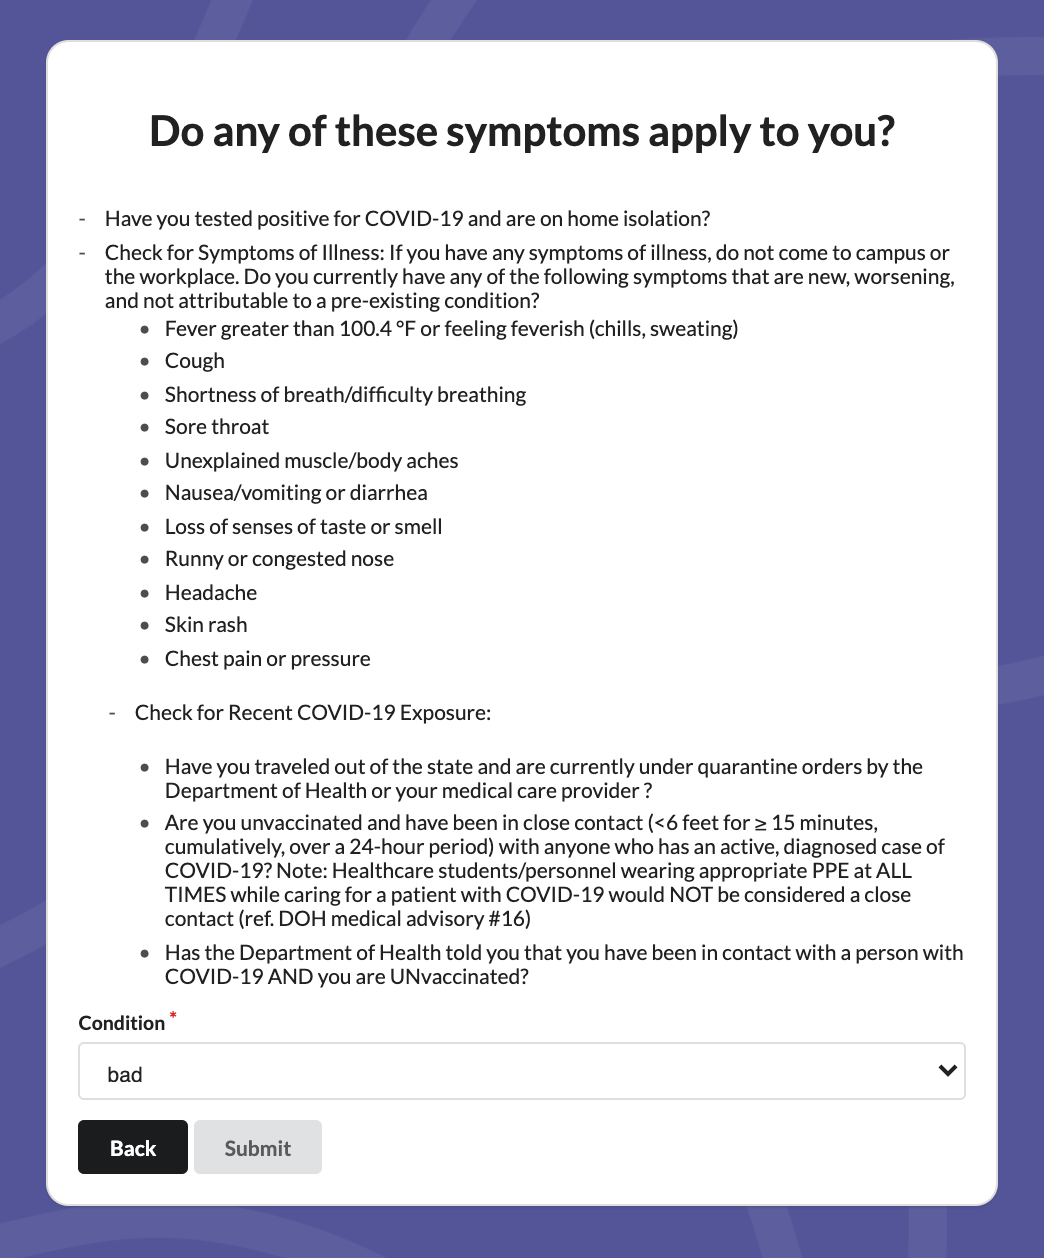 Do any of these symptoms apply to you?
- Have you tested positive for COVID-19 and are on home isolation?
- Check for Symptoms of Illness: If you have any symptoms of illness, do not come to campus or
the workplace. Do you currently have any of the following symptoms that are new, worsening,
and not attributable to a pre-existing condition?
• Fever greater than 100.4 °F or feeling feverish (chills, sweating)
• Cough
• Shortness of breath/difficulty breathing
• Sore throat
• Unexplained muscle/body aches
• Nausea/vomiting or diarrhea
• Loss of senses of taste or smell
• Runny or congested nose
• Headache
• Skin rash
• Chest pain or pressure
- Check for Recent COVID-19 Exposure:
• Have you traveled out of the state and are currently under quarantine orders by the
Department of Health or your medical care provider ?
• Are you unvaccinated and have been in close contact (<6 feet for ≥ 15 minutes,
cumulatively, over a 24-hour period) with anyone who has an active, diagnosed case of
COVID-19? Note: Healthcare students/personnel wearing appropriate PPE at ALL
TIMES while caring for a patient with COVID-19 would NOT be considered a close
contact (ref. DOH medical advisory #16)
• Has the Department of Health told you that you have been in contact with a person with
COVID-19 AND you are UNvaccinated?
Condition *
bad
Back Submit